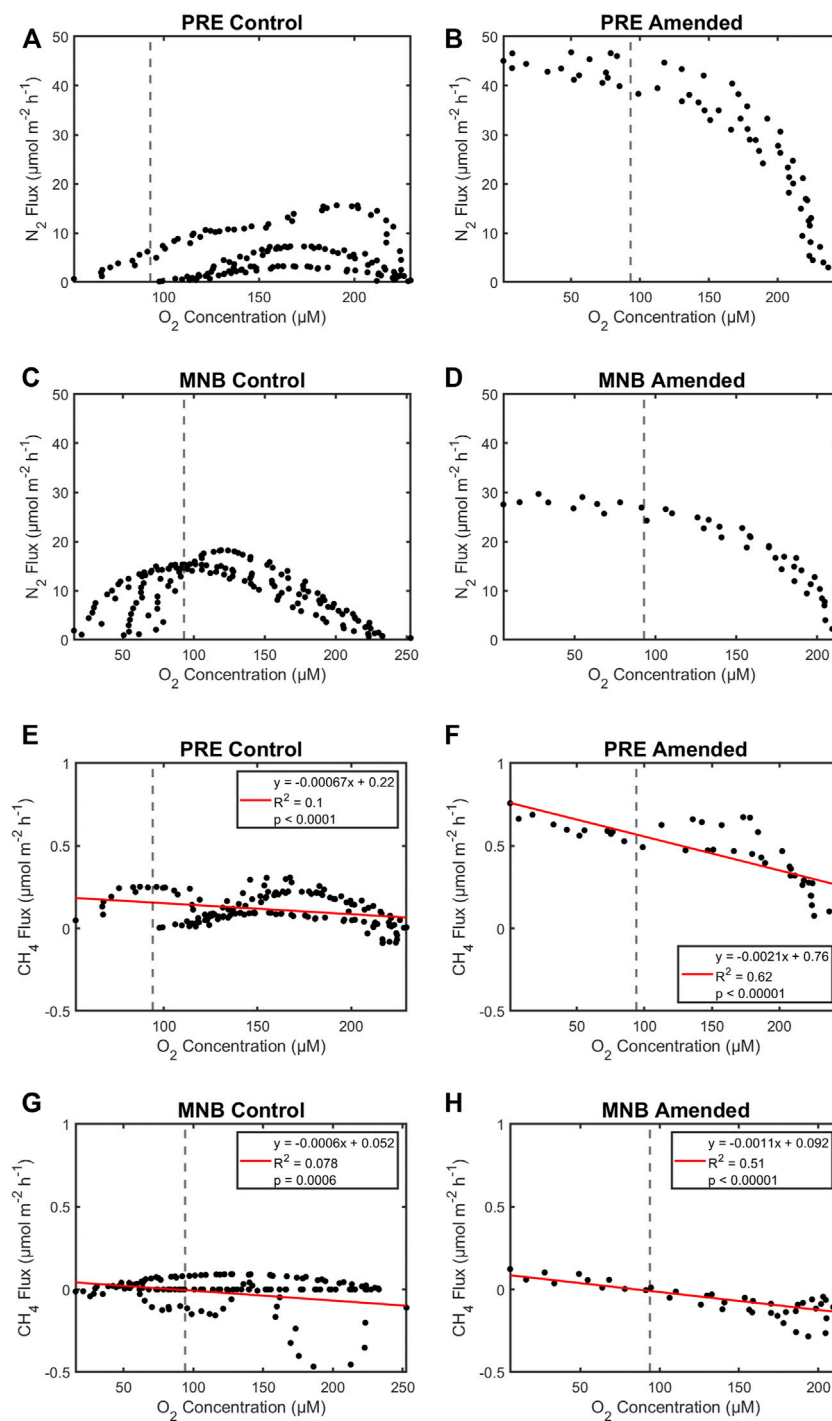 A
PRE Control
N2 Flux (µmol m-2 h-1)
50
40
30
20
10
0
100
150
200
O2 Concentration (µM)
B
PRE Amended
N2 Flux (µmol m-2 h-1)
50
40
30
20
10
0
50
100
150
200
O2 Concentration (µM)
C
MNB Control
N2 Flux (µmol m-2 h-1)
50
40
30
20
10
0
50
100
150
200
250
O2 Concentration (µM)
D
MNB Amended
N2 Flux (µmol m-2 h-1)
50
40
30
20
10
0
50
100
150
200
O2 Concentration (µM)
E
PRE Control
CH4 Flux (µmol m-2 h-1)
1
0.5
0
-0.5
y = -0.00067x + 0.22
R2 = 0.1
p < 0.0001
100
150
200
O2 Concentration (µM)
F
PRE Amended
CH4 Flux (µmol m-2 h-1)
1
0.5
0
-0.5
y = -0.0021x + 0.76
R2 = 0.62
p < 0.00001
50
100
150
200
O2 Concentration (µM)
G
MNB Control
CH4 Flux (µmol m-2 h-1)
1
0.5
0
-0.5
y = -0.0006x + 0.052
R2 = 0.078
p = 0.0006
50
100
150
200
250
O2 Concentration (µM)
H
MNB Amended
CH4 Flux (µmol m-2 h-1)
1
0.5
0
-0.5
y = -0.0011x + 0.092
R2 = 0.51
p < 0.00001
50
100
150
200
O2 Concentration (µM)